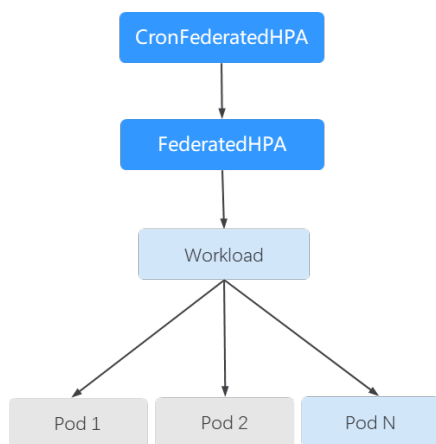 CronFederatedHPA
FederatedHPA
Workload
Pod 1
Pod 2
Pod N